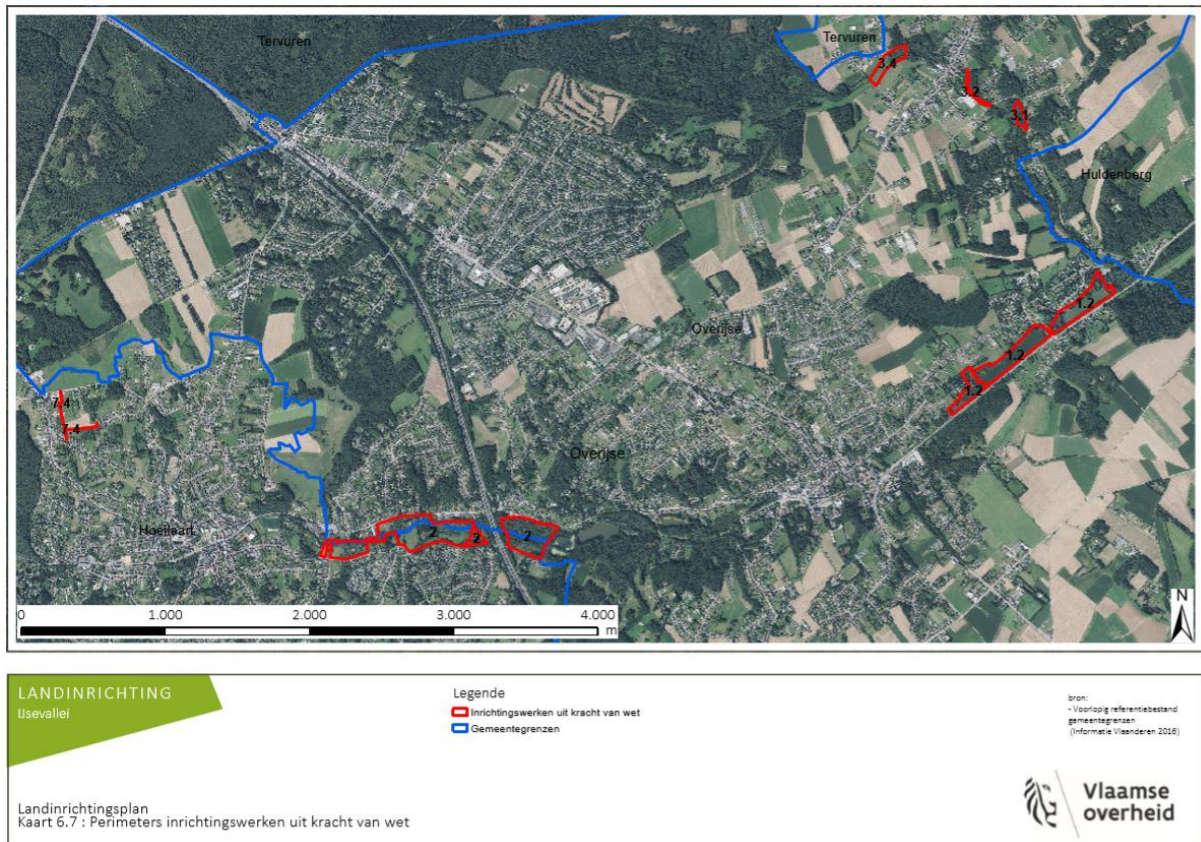 Tervuren
Tervuren
3.4
3.2
3.1
Huldenberg
1.2
1.2
1.2
Overijse
Overijse
7.4
7.4
Hoeilaart
2
2
2
0 1.000 2.000 3.000 4.000
m
N
LANDINRICHTING
IJsevallei
Legende
Inrichtingswerken uit kracht van wet
Gemeentegrenzen
bron:
- Voorlopig referentiebestand
gemeentegrenzen
(Informatie Vlaanderen 2016)
Landinrichtingsplan
Kaart 6.7 : Perimeters inrichtingswerken uit kracht van wet
Vlaamse
overheid